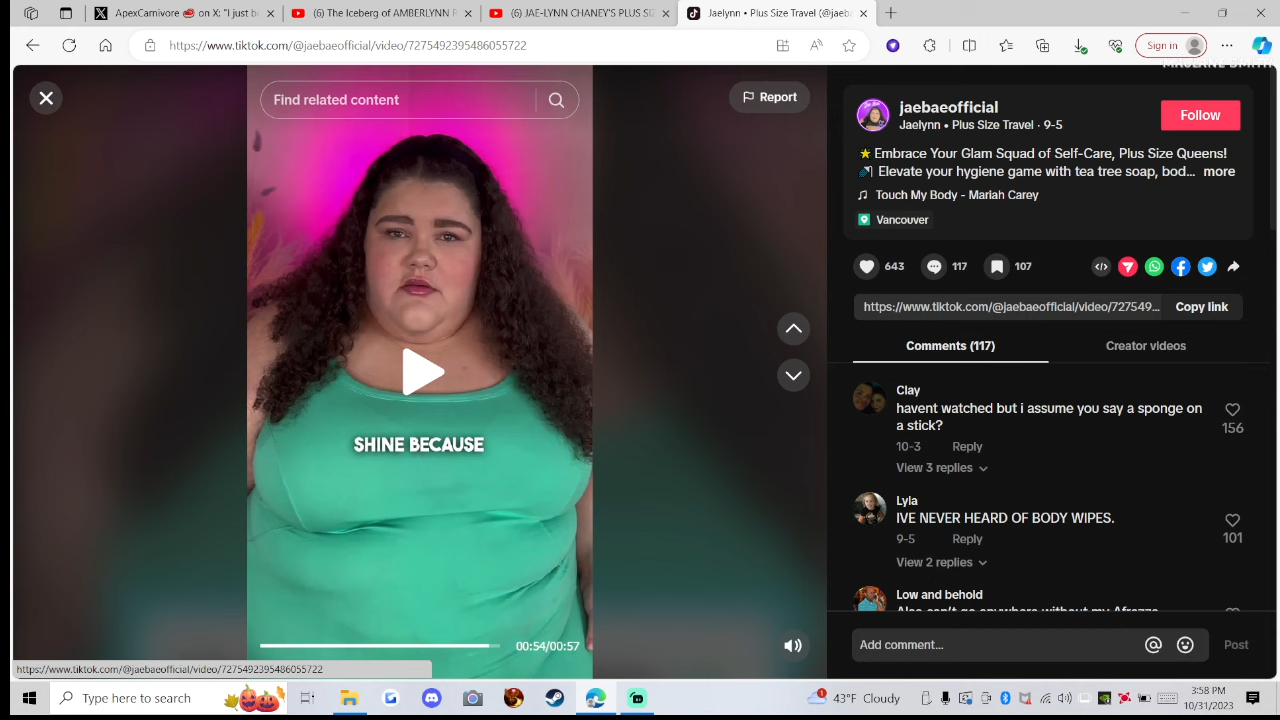 ApexCarnivore 🥩 on X: "I just b
(6) The Iceberg of AMBERLYNN R
(6) JAE-LYNN CHANEY'S PLUS SIZ
Jaelynn • Plus Size Travel (@jaeba
https://www.tiktok.com/@jaebaeofficial/video/7275492395486055722
Sign in
Find related content
Report
jaebaeofficial
Jaelynn • Plus Size Travel · 9-5
Follow
⭐ Embrace Your Glam Squad of Self-Care, Plus Size Queens!
🚿 Elevate your hygiene game with tea tree soap, bod... more
♫ Touch My Body - Mariah Carey
Vancouver
643
117
107
https://www.tiktok.com/@jaebaeofficial/video/727549...
Copy link
Comments (117)
Creator videos
Clay
havent watched but i assume you say a sponge on
a stick?
156
10-3 Reply
View 3 replies
SHINE BECAUSE
Lyla
IVE NEVER HEARD OF BODY WIPES.
101
9-5 Reply
View 2 replies
Low and behold
00:54/00:57
Add comment...
Post
https://www.tiktok.com/@jaebaeofficial/video/7275492395486055722
Type here to search
43°F Cloudy
3:58 PM
10/31/2023